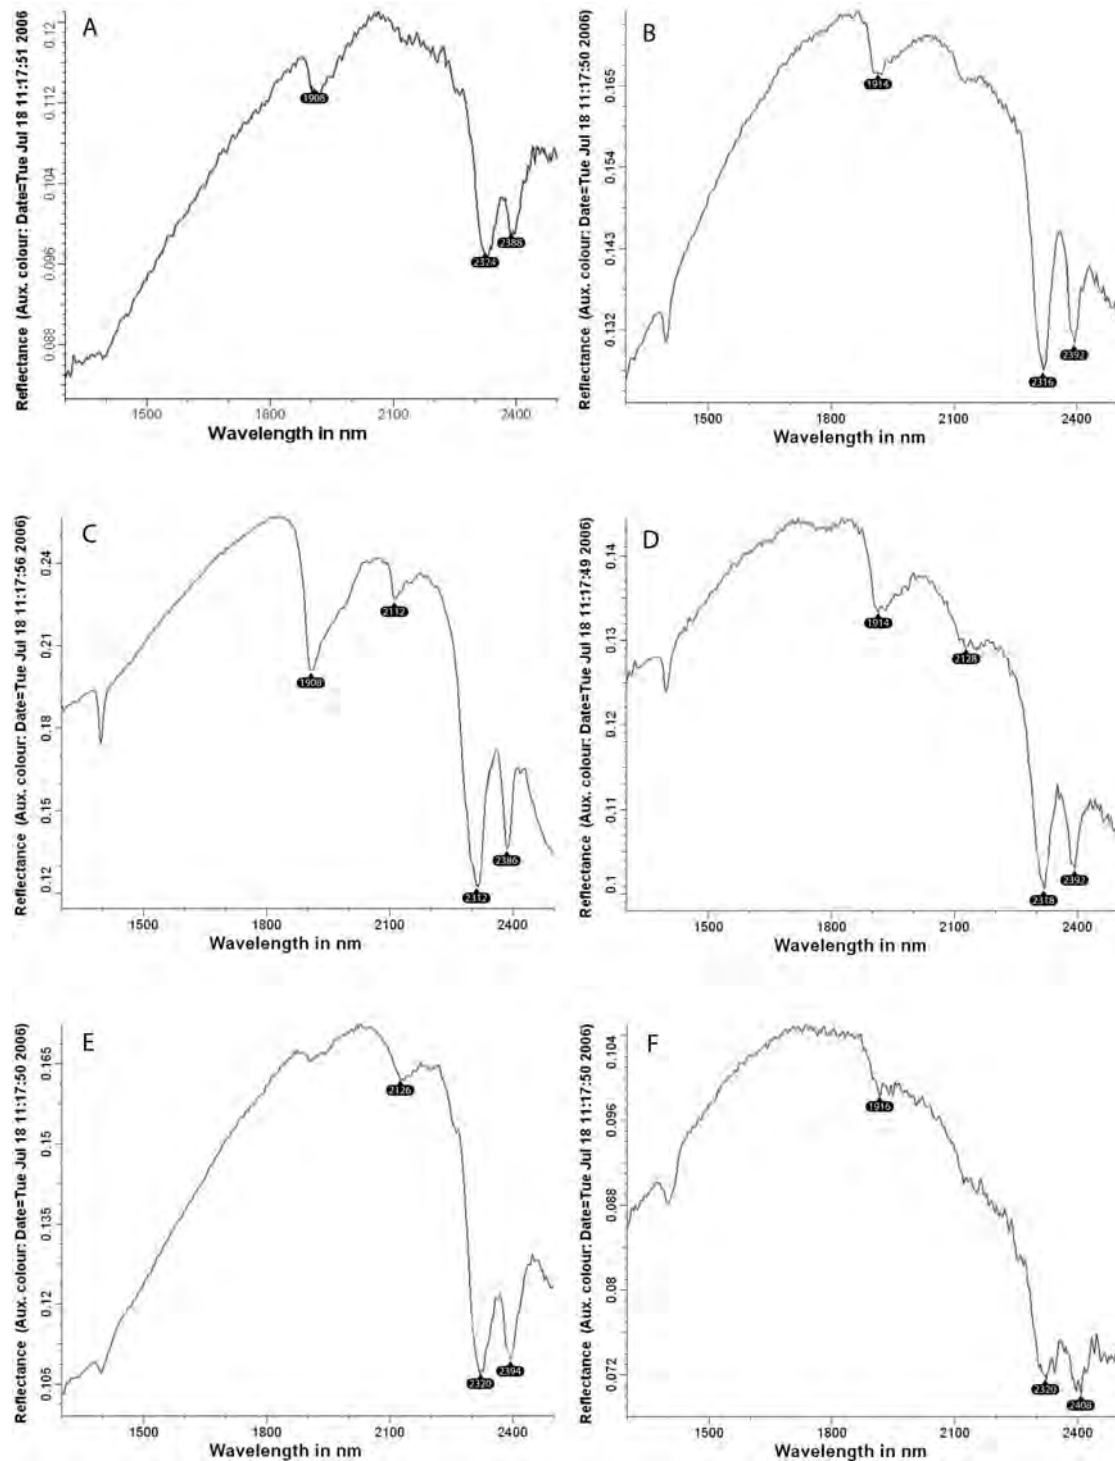 A
Reflectance (Aux. colour: Date=Tue Jul 18 11:17:51 2006
0.12
0.112
0.104
0.096
0.088
1908
2324
2388
1500 1800 2100 2400
Wavelength in nm
B
Reflectance (Aux. colour: Date=Tue Jul 18 11:17:50 2006)
0.165
0.154
0.143
0.132
1914
2316
2392
1500 1800 2100 2400
Wavelength in nm
C
Reflectance (Aux. colour: Date=Tue Jul 18 11:17:56 2006)
0.24
0.21
0.18
0.15
0.12
1908
2112
2312
2386
1500 1800 2100 2400
Wavelength in nm
D
Reflectance (Aux. colour: Date=Tue Jul 18 11:17:49 2006)
0.14
0.13
0.12
0.11
0.1
1914
2128
2318
2392
1500 1800 2100 2400
Wavelength in nm
E
Reflectance (Aux. colour: Date=Tue Jul 18 11:17:50 2006)
0.165
0.15
0.135
0.12
0.105
2126
2320
2394
1500 1800 2100 2400
Wavelength in nm
F
Reflectance (Aux. colour: Date=Tue Jul 18 11:17:50 2006)
0.104
0.096
0.088
0.08
0.072
1916
2320
2408
1500 1800 2100 2400
Wavelength in nm